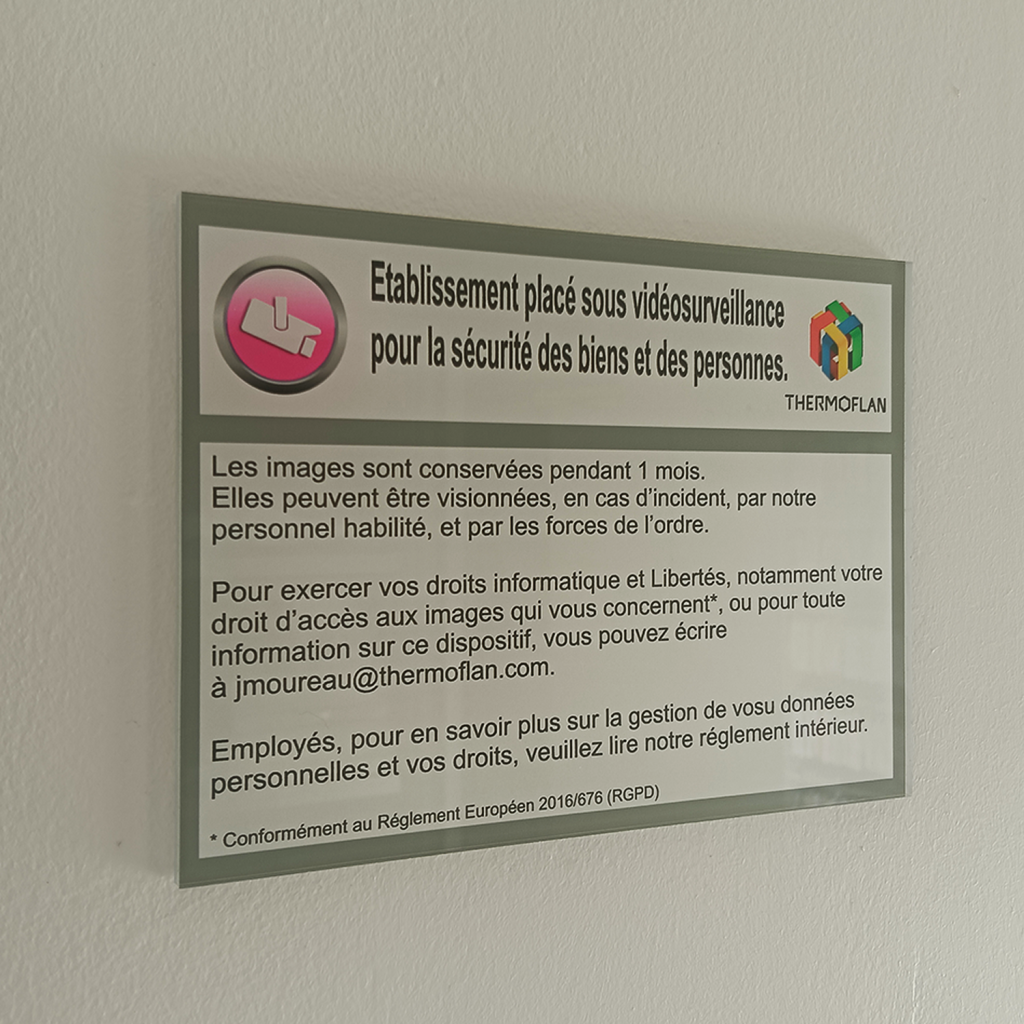 Etablissement placé sous vidéosurveillance
pour la sécurité des biens et des personnes.
THERMOFLAN
Les images sont conservées pendant 1 mois.
Elles peuvent être visionnées, en cas d'incident, par notre
personnel habilité, et par les forces de l'ordre.
Pour exercer vos droits informatique et Libertés, notamment votre
droit d'accès aux images qui vous concernent*, ou pour toute
information sur ce dispositif, vous pouvez écrire
à jmoureau@thermoflan.com.
Employés, pour en savoir plus sur la gestion de vosu données
personnelles et vos droits, veuillez lire notre réglement intérieur.
* Conformément au Réglement Européen 2016/676 (RGPD)